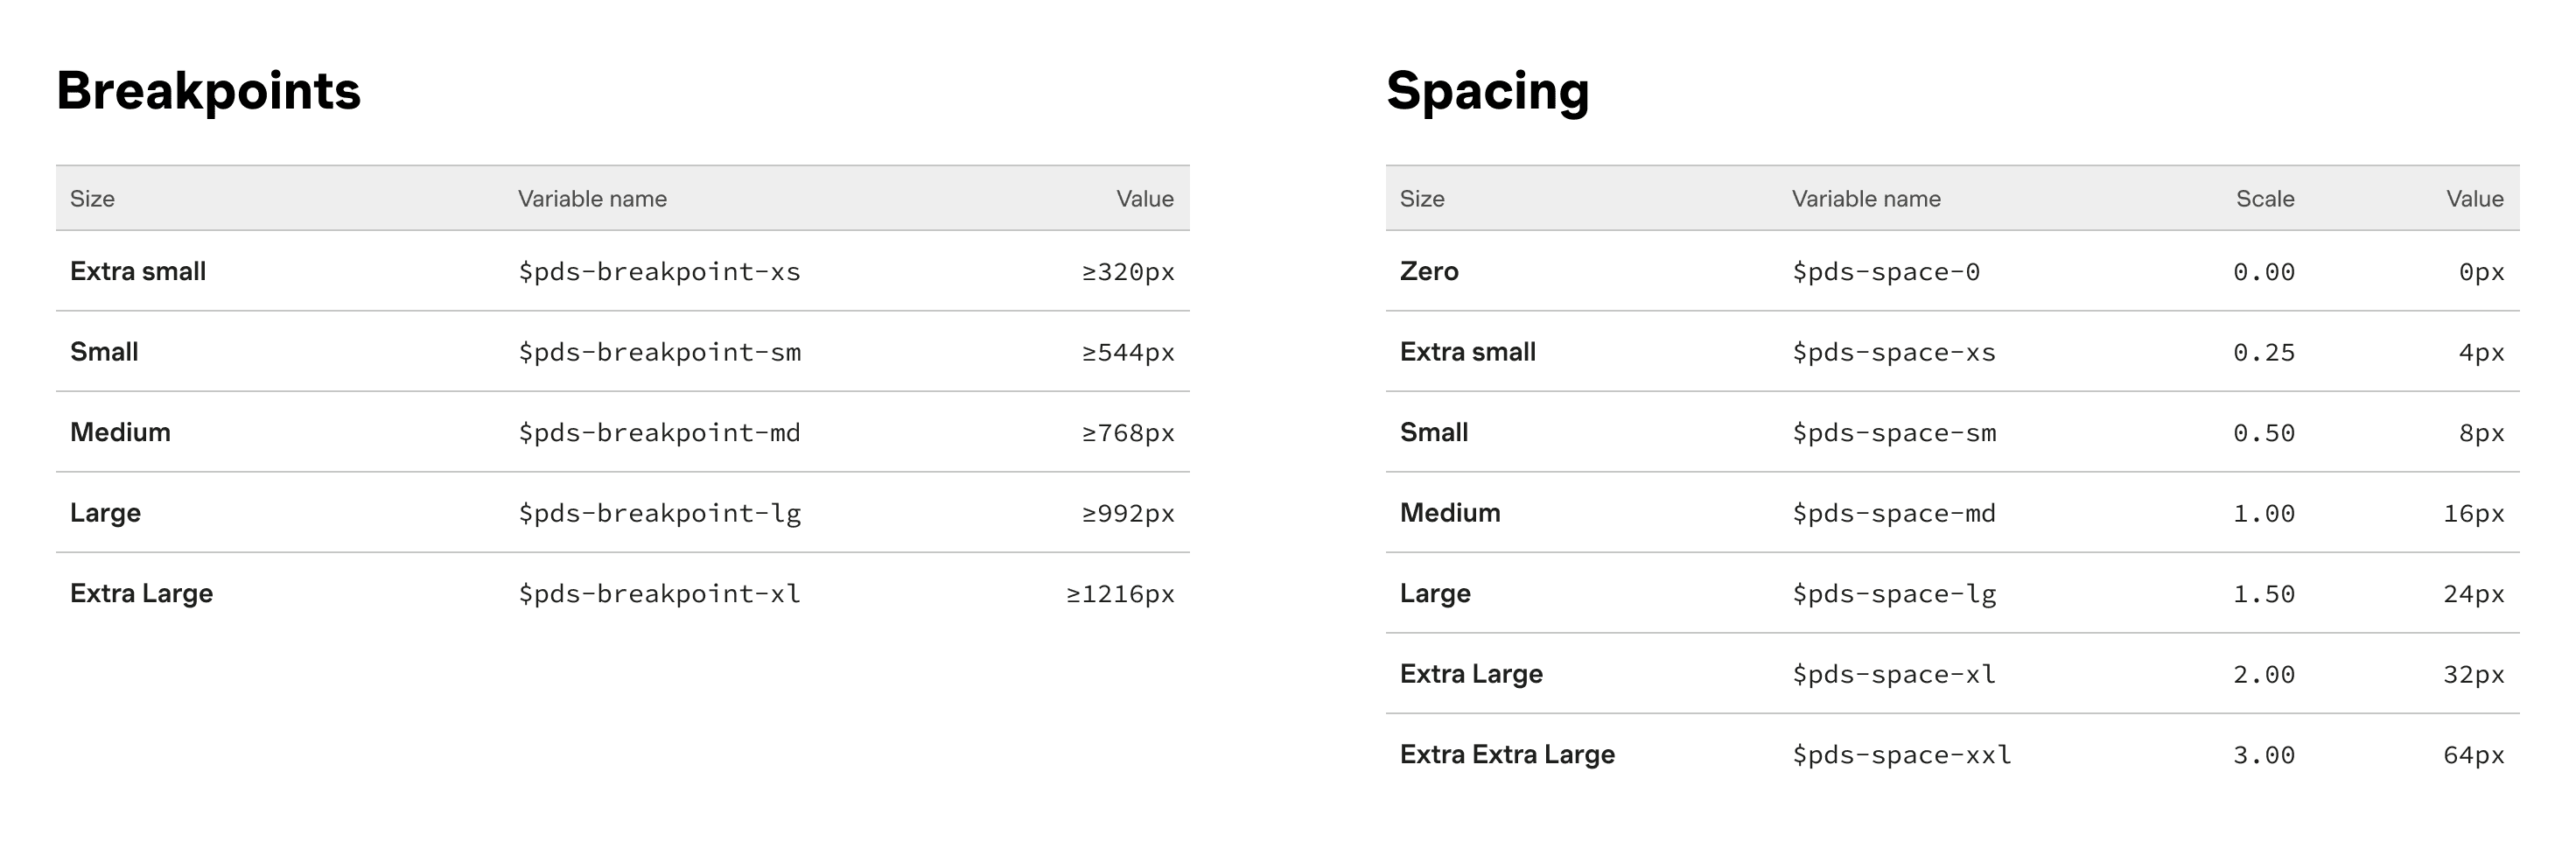 Breakpoints
Size Variable name Value
Extra small $pds-breakpoint-xs ≥320px
Small $pds-breakpoint-sm ≥544px
Medium $pds-breakpoint-md ≥768px
Large $pds-breakpoint-lg ≥992px
Extra Large $pds-breakpoint-xl ≥1216px
Spacing
Size Variable name Scale Value
Zero $pds-space-0 0.00 0px
Extra small $pds-space-xs 0.25 4px
Small $pds-space-sm 0.50 8px
Medium $pds-space-md 1.00 16px
Large $pds-space-lg 1.50 24px
Extra Large $pds-space-xl 2.00 32px
Extra Extra Large $pds-space-xxl 3.00 64px